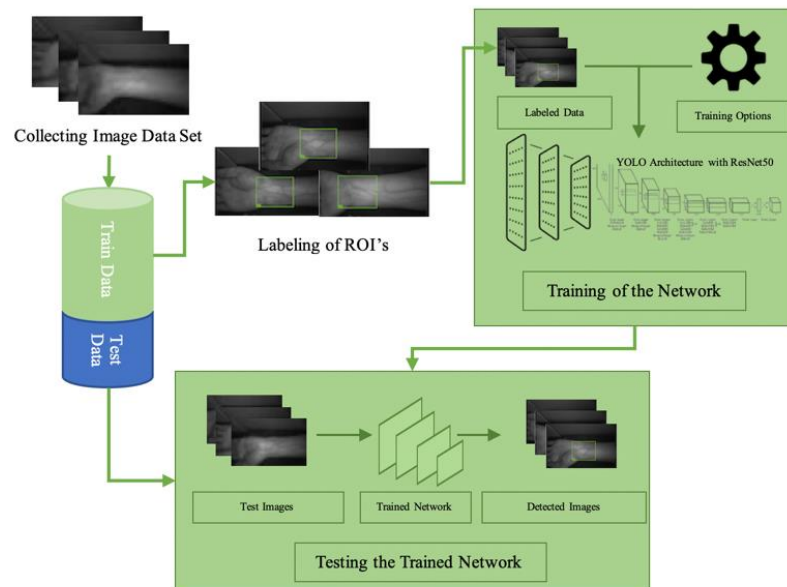 Collecting Image Data Set
Train Data
Test
Data
Labeling of ROI's
Labeled Data
Training Options
YOLO Architecture with ResNet50
Training of the Network
Test Images
Trained Network
Detected Images
Testing the Trained Network